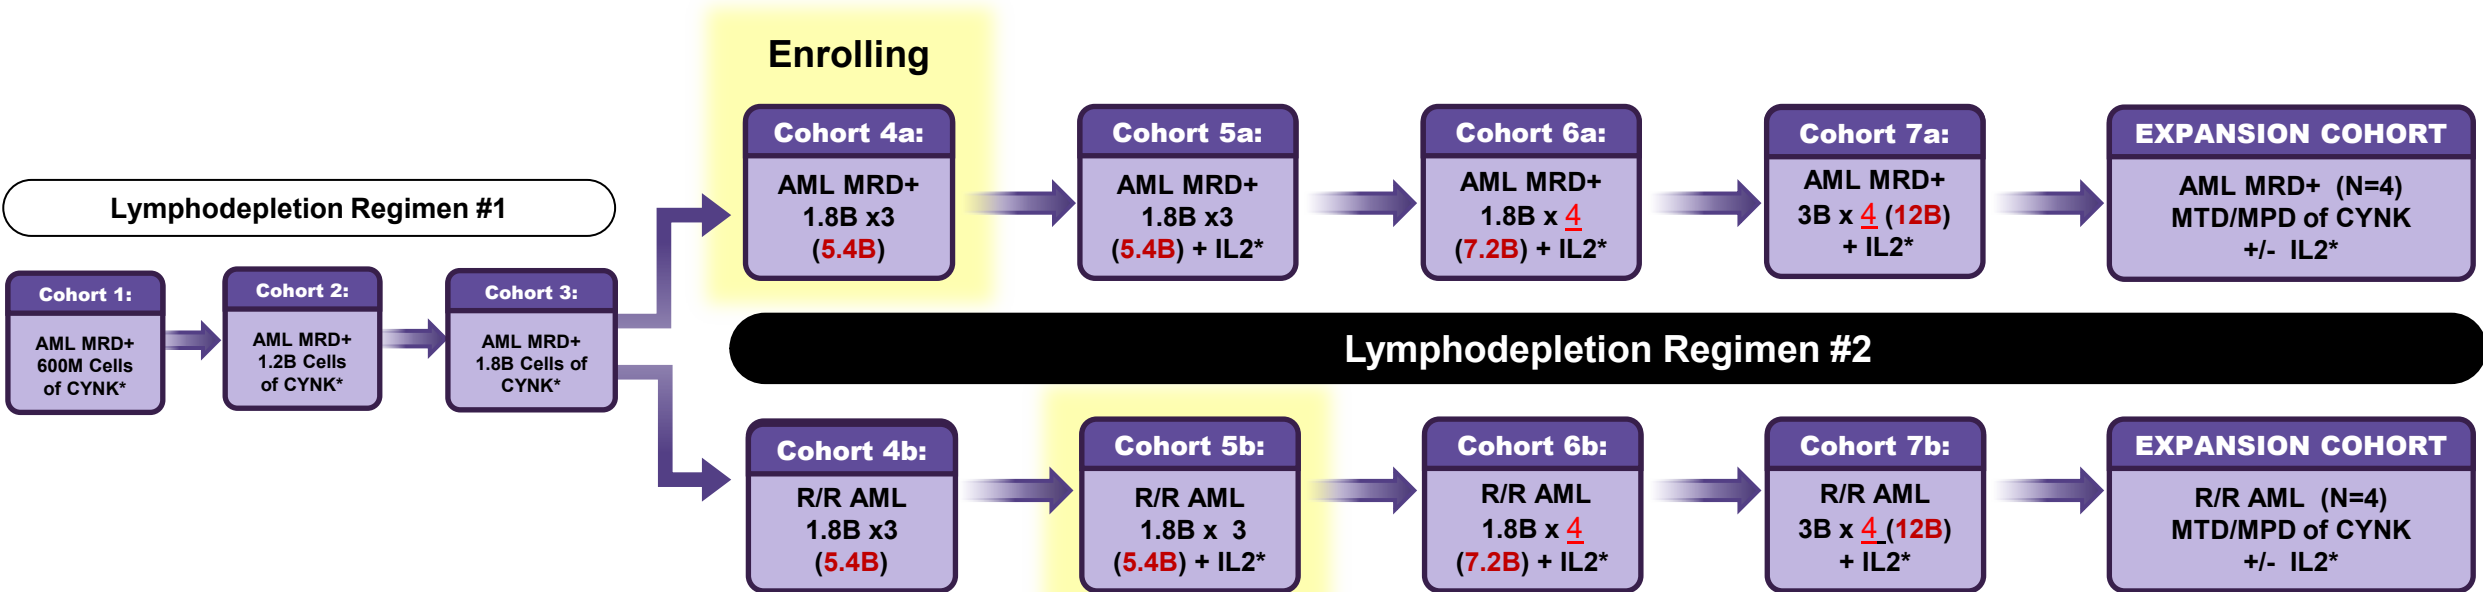 Enrolling
Lymphodepletion Regimen #1
Cohort 1:
AML MRD+
600M Cells
of CYNK*
Cohort 2:
AML MRD+
1.2B Cells
of CYNK*
Cohort 3:
AML MRD+
1.8B Cells of
CYNK*
Cohort 4a:
AML MRD+
1.8B x3
(5.4B)
Cohort 5a:
AML MRD+
1.8B x3
(5.4B) + IL2*
Cohort 6a:
AML MRD+
1.8B x 4
(7.2B) + IL2*
Cohort 7a:
AML MRD+
3B x 4 (12B)
+ IL2*
EXPANSION COHORT
AML MRD+ (N=4)
MTD/MPD of CYNK
+/- IL2*
Lymphodepletion Regimen #2
Cohort 4b:
R/R AML
1.8B x3
(5.4B)
Cohort 5b:
R/R AML
1.8B x 3
(5.4B) + IL2*
Cohort 6b:
R/R AML
1.8B x 4
(7.2B) + IL2*
Cohort 7b:
R/R AML
3B x 4 (12B)
+ IL2*
EXPANSION COHORT
R/R AML (N=4)
MTD/MPD of CYNK
+/- IL2*